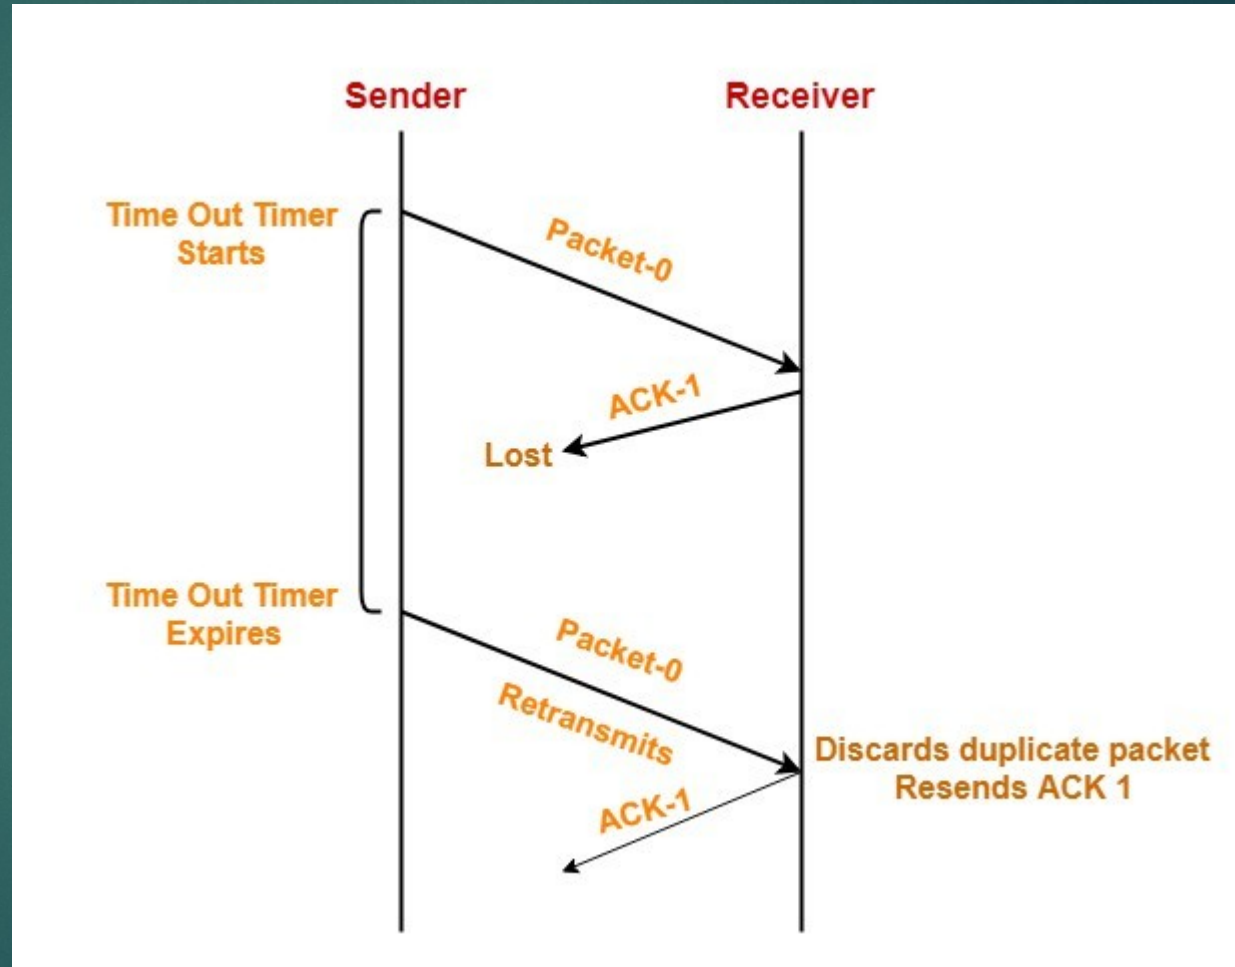 Sender
Receiver
Time Out Timer
Starts
Packet-0
ACK-1
Lost
Time Out Timer
Expires
Packet-0
Retransmits
Discards duplicate packet
Resends ACK 1
ACK-1